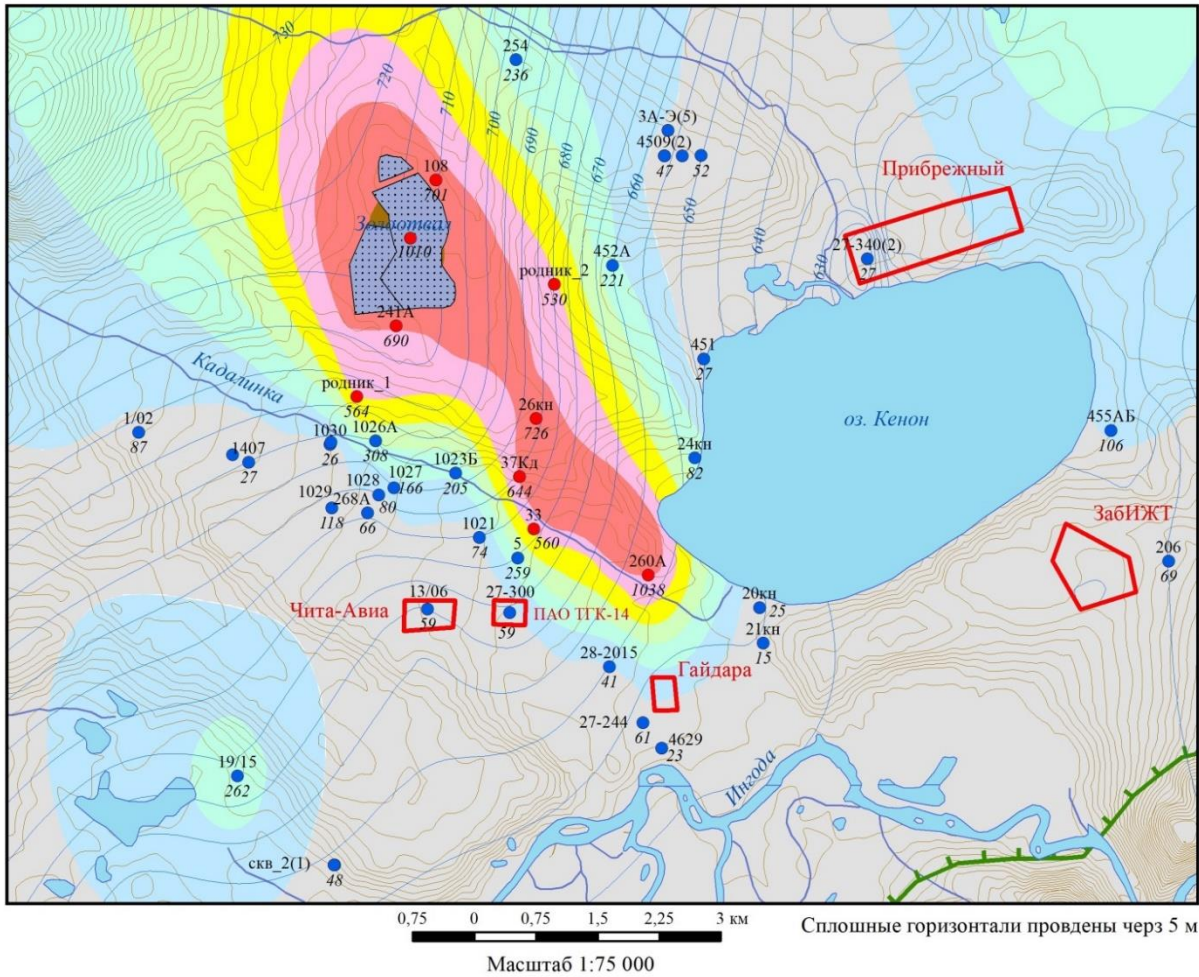 730
254
236
720
710
700
690
680
670
660
650
640
630
3А-Э(5)
4509(2)
47
52
Прибрежный
108
701
Золоотвал
1010
27-340(2)
27
452А
221
родник_2
530
241А
690
451
27
Кадалинка
родник_1
564
26кн
726
оз. Кенон
1/02
87
1407
27
1030
26
1026А
308
24кн
82
455АБ
106
37Кд
644
1023Б
205
1027
166
1028
80
1029
118
268А
66
ЗабИЖТ
33
560
1021
74
5
259
206
69
260А
1038
13/06
59
Чита-Авиа
27-300
59
ПАО ТГК-14
20кн
25
21кн
15
28-2015
41
Гайдара
27-244
61
4629
23
19/15
262
Ингода
скв_2(1)
48
0,75 0 0,75 1,5 2,25 3 км
Сплошные горизонтали провдены черз 5 м
Масштаб 1:75 000